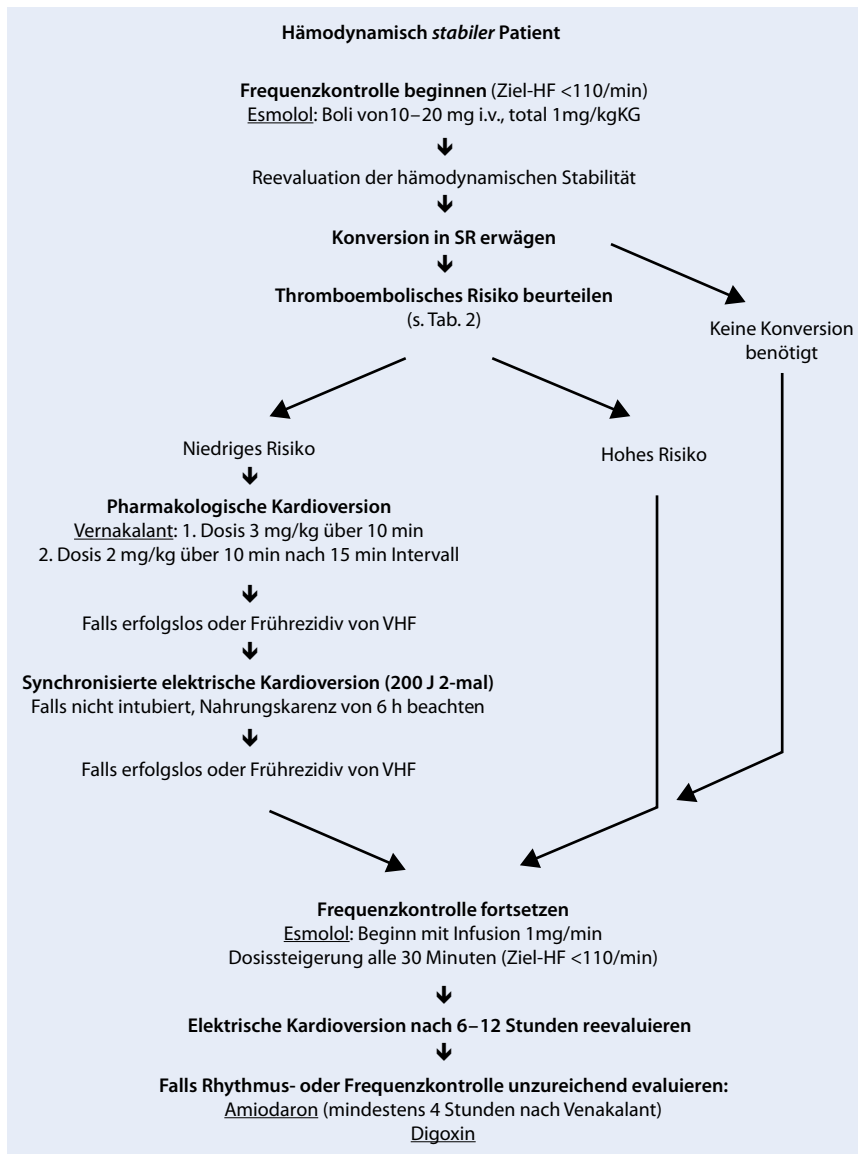 Hämodynamisch stabiler Patient
Frequenzkontrolle beginnen (Ziel-HF <110/min)
Esmolol: Boli von10–20 mg i.v., total 1mg/kgKG
Reevaluation der hämodynamischen Stabilität
Konversion in SR erwägen
Thromboembolisches Risiko beurteilen
(s. Tab. 2)
Keine Konversion
benötigt
Niedriges Risiko
Hohes Risiko
Pharmakologische Kardioversion
Vernakalant: 1. Dosis 3 mg/kg über 10 min
2. Dosis 2 mg/kg über 10 min nach 15 min Intervall
Falls erfolgslos oder Frührezidiv von VHF
Synchronisierte elektrische Kardioversion (200 J 2-mal)
Falls nicht intubiert, Nahrungskarenz von 6 h beachten
Falls erfolgslos oder Frührezidiv von VHF
Frequenzkontrolle fortsetzen
Esmolol: Beginn mit Infusion 1mg/min
Dosissteigerung alle 30 Minuten (Ziel-HF <110/min)
Elektrische Kardioversion nach 6–12 Stunden reevaluieren
Falls Rhythmus- oder Frequenzkontrolle unzureichend evaluieren:
Amiodaron (mindestens 4 Stunden nach Venakalant)
Digoxin